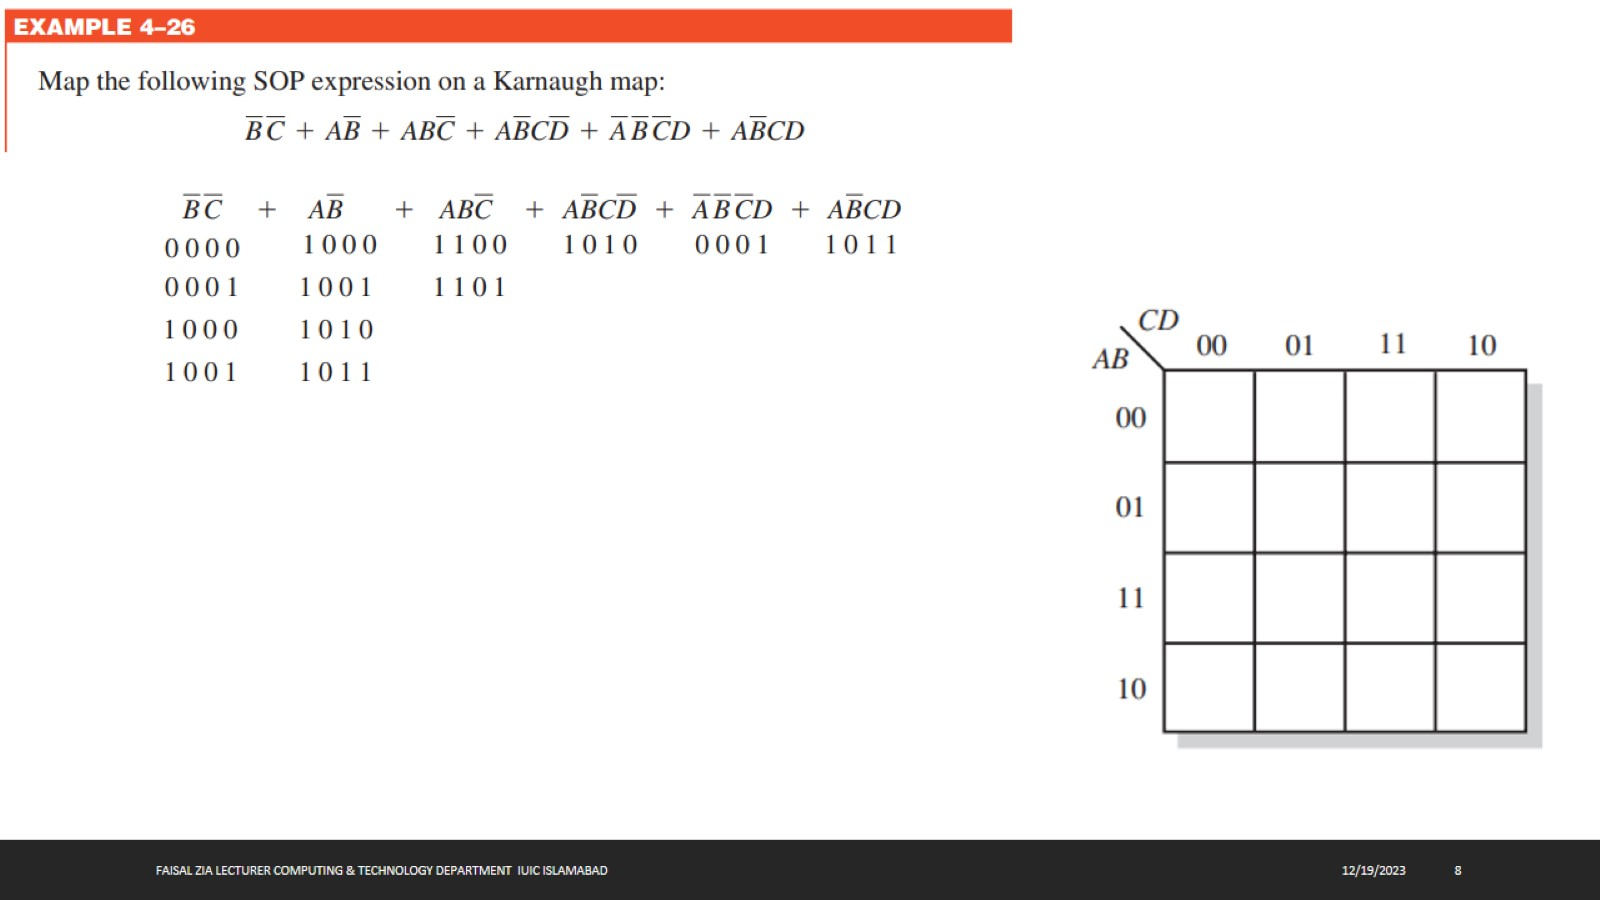 EXAMPLE 4–26
Map the following SOP expression on a Karnaugh map:
B̅C̅ + AB̅ + ABC̅ + AB̅CD̅ + A̅B̅C̅D + AB̅CD
B̅C̅ + AB̅ + ABC̅ + AB̅CD̅ + A̅B̅C̅D + AB̅CD
0000 1000 1100 1010 0001 1011
0001 1001 1101
1000 1010
1001 1011
CD
AB 00 01 11 10
00
01
11
10
FAISAL ZIA LECTURER COMPUTING & TECHNOLOGY DEPARTMENT IUIC ISLAMABAD 12/19/2023 8